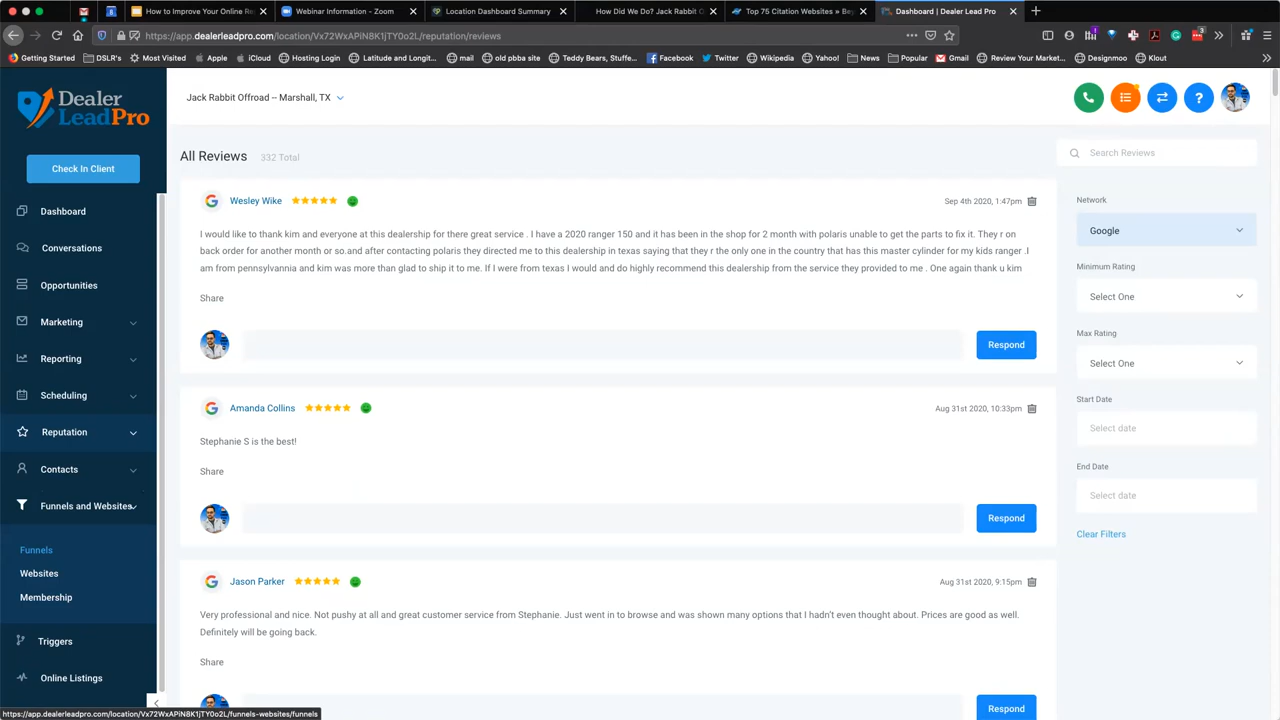 How to Improve Your Online Re
Webinar Information - Zoom
Location Dashboard Summary
How Did We Do? Jack Rabbit O
Top 75 Citation Websites » Be
Dashboard | Dealer Lead Pro
https://app.dealerleadpro.com/location/Vx72WxAPiN8K1jTY0o2L/reputation/reviews
Getting Started
DSLR's
Most Visited
Apple
iCloud
Hosting Login
Latitude and Longit...
mail
old pbba site
Teddy Bears, Stuffe...
Facebook
Twitter
Wikipedia
Yahoo!
News
Popular
Gmail
Review Your Market...
Designmoo
Klout
Dealer
LeadPro
Jack Rabbit Offroad -- Marshall, TX
Check In Client
Dashboard
Conversations
Opportunities
Marketing
Reporting
Scheduling
Reputation
Contacts
Funnels and Websites
Funnels
Websites
Membership
Triggers
Online Listings
All Reviews 332 Total
Wesley Wike
Sep 4th 2020, 1:47pm
I would like to thank kim and everyone at this dealership for there great service . I have a 2020 ranger 150 and it has been in the shop for 2 month with polaris unable to get the parts to fix it. They r on
back order for another month or so.and after contacting polaris they directed me to this dealership in texas saying that they r the only one in the country that has this master cylinder for my kids ranger .I
am from pennsylvannia and kim was more than glad to ship it to me. If I were from texas I would and do highly recommend this dealership from the service they provided to me . One again thank u kim
Share
Respond
Amanda Collins
Aug 31st 2020, 10:33pm
Stephanie S is the best!
Share
Respond
Jason Parker
Aug 31st 2020, 9:15pm
Very professional and nice. Not pushy at all and great customer service from Stephanie. Just went in to browse and was shown many options that I hadn't even thought about. Prices are good as well.
Definitely will be going back.
Share
Respond
Search Reviews
Network
Google
Minimum Rating
Select One
Max Rating
Select One
Start Date
Select date
End Date
Select date
Clear Filters
https://app.dealerleadpro.com/location/Vx72WxAPiN8K1jTY0o2L/funnels-websites/funnels